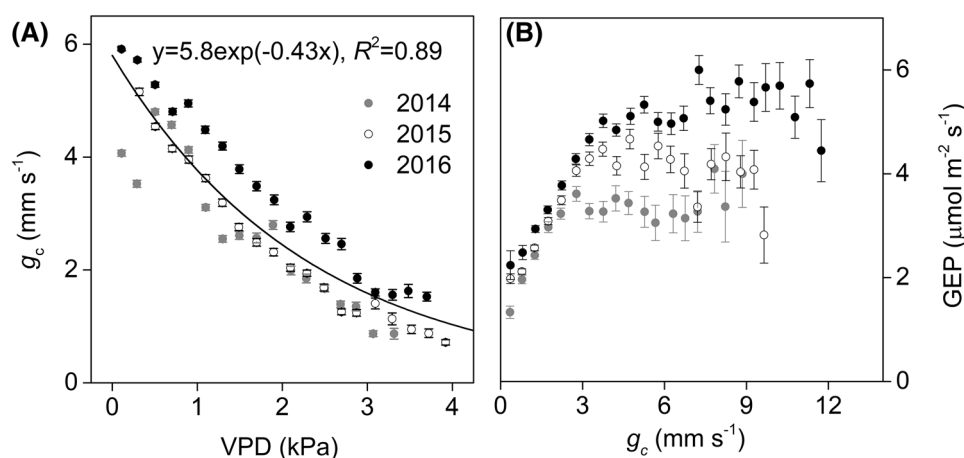 (A)
y=5.8exp(-0.43x), R²=0.89
2014
2015
2016
6
4
2
0
g_c (mm s⁻¹)
0 1 2 3 4
VPD (kPa)
(B)
6
4
2
0
GEP (μmol m⁻² s⁻¹)
0 3 6 9 12
g_c (mm s⁻¹)